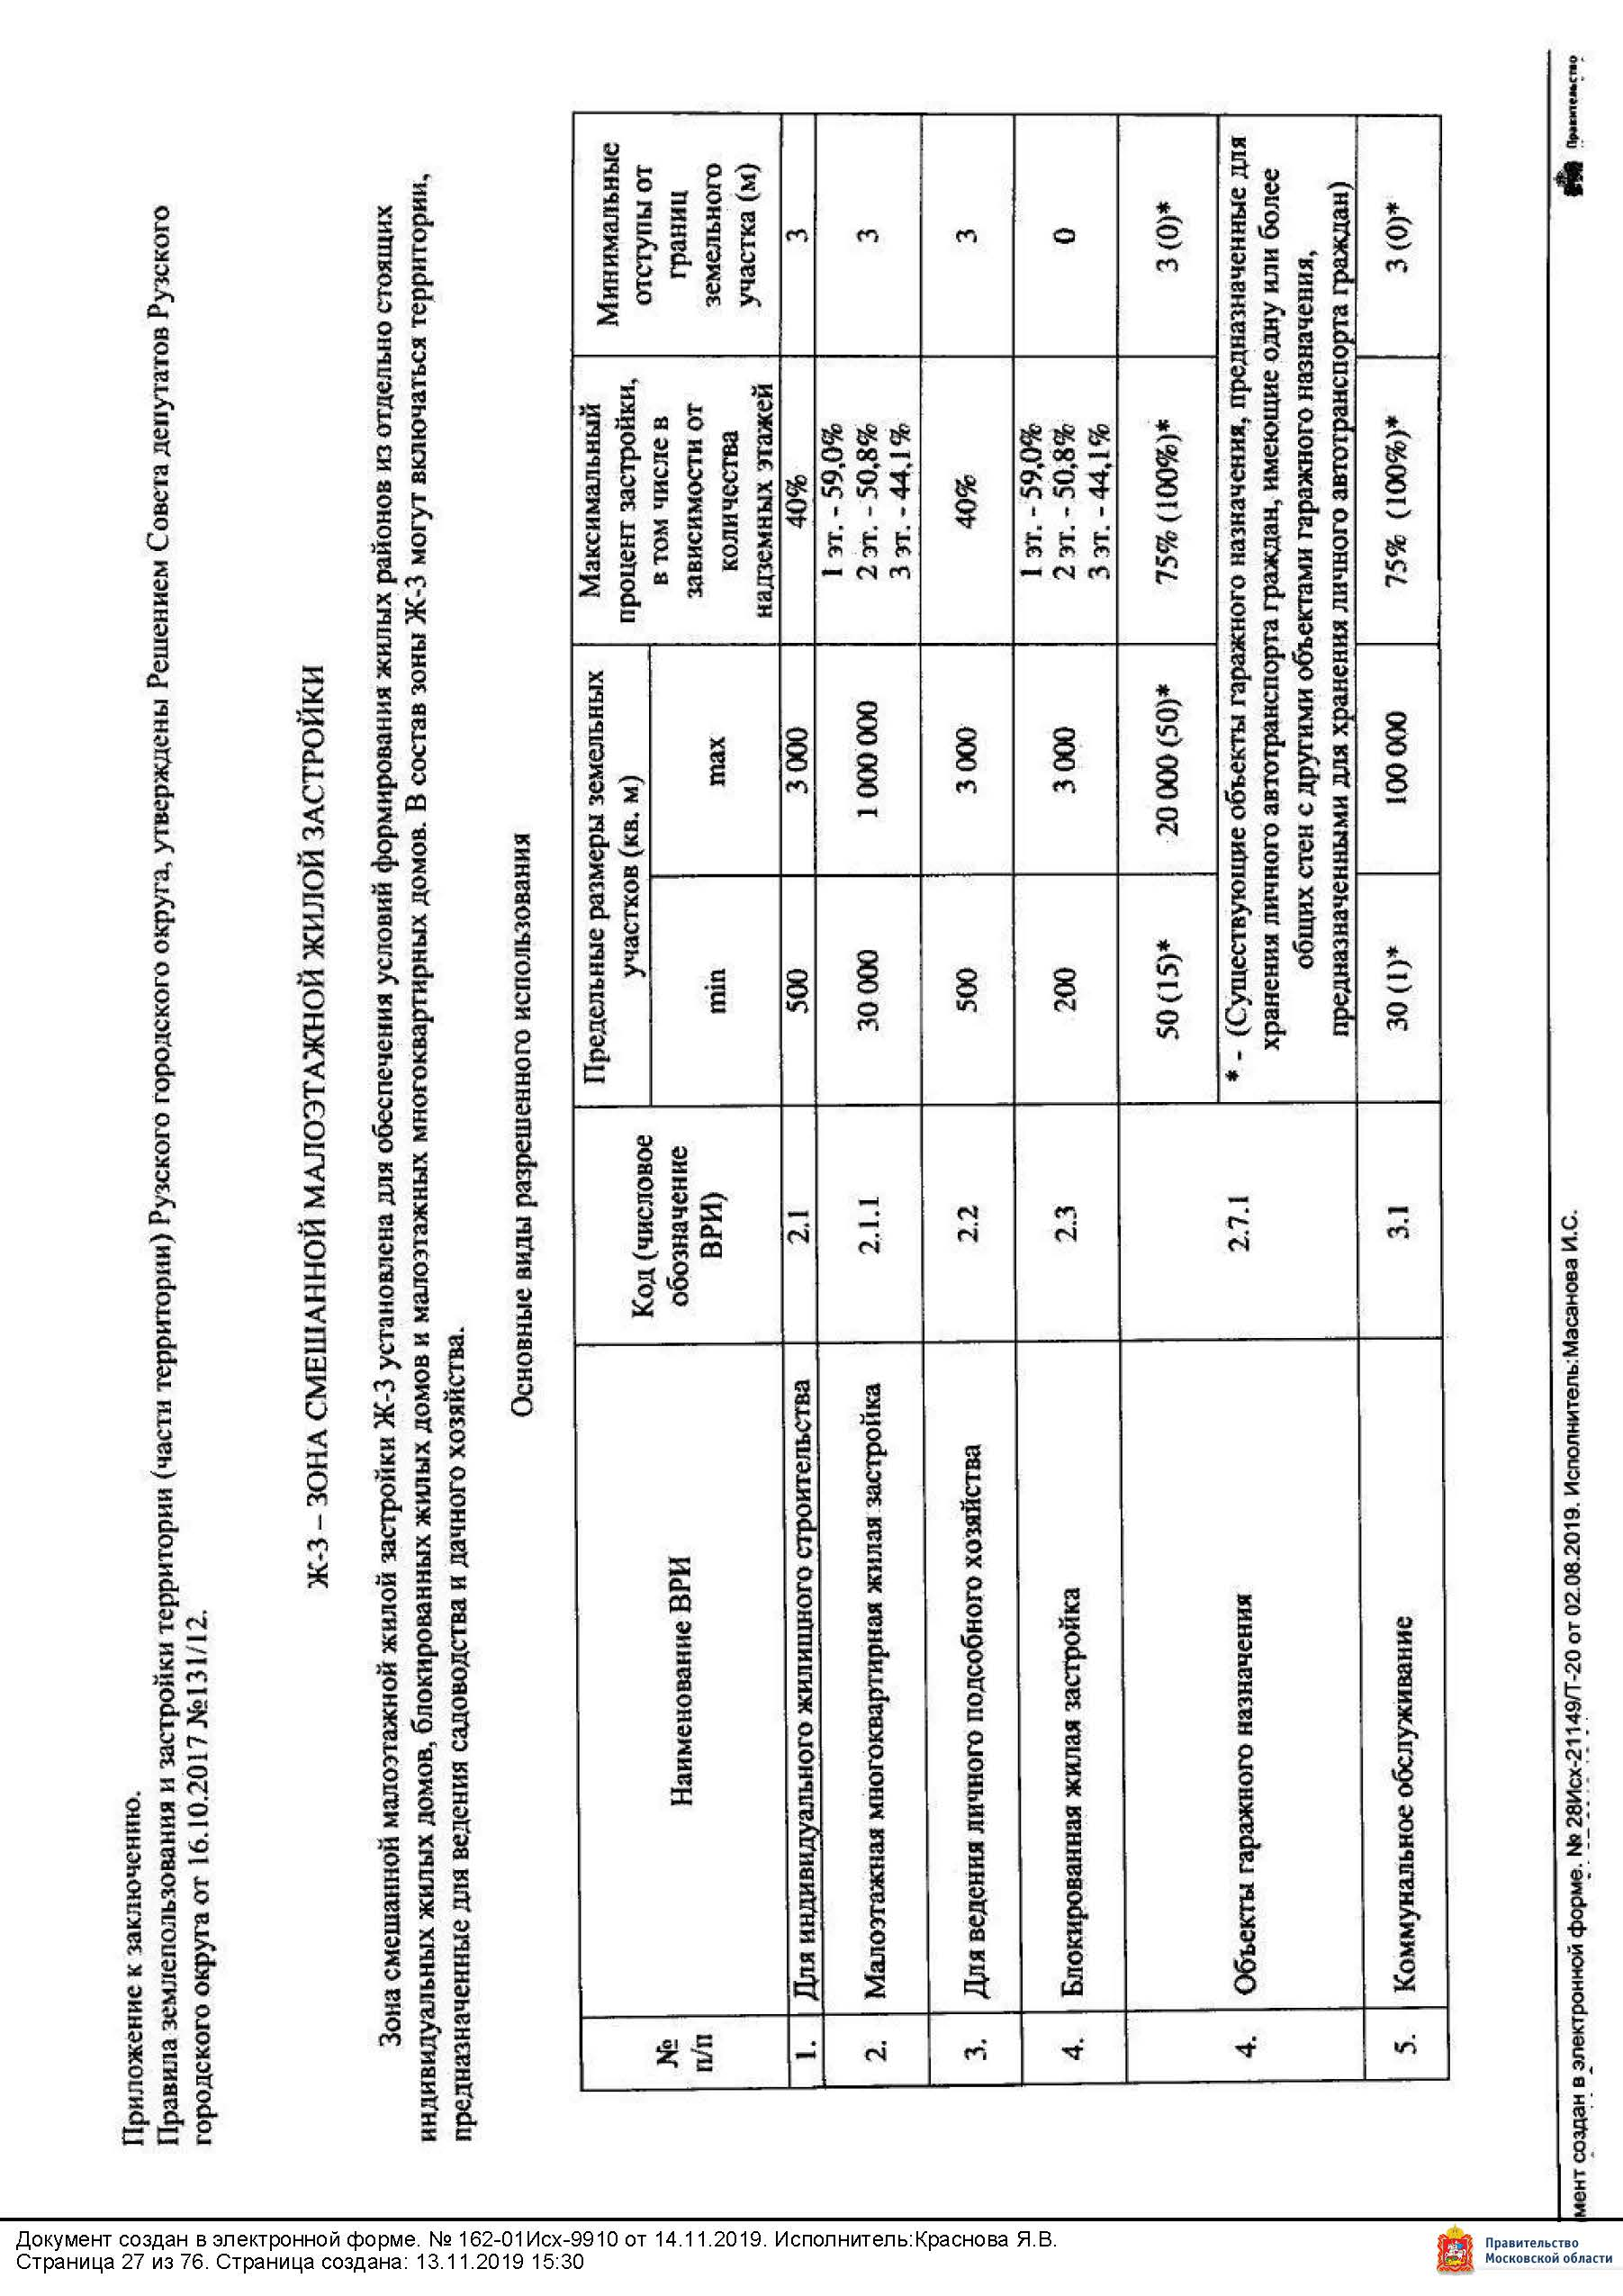 Приложение к заключению.
Правила землепользования и застройки территории (части территории) Рузского городского округа, утверждены Решением Совета депутатов Рузского
городского округа от 16.10.2017 №131/12.
Ж-3 – ЗОНА СМЕШАННОЙ МАЛОЭТАЖНОЙ ЖИЛОЙ ЗАСТРОЙКИ
Зона смешанной малоэтажной жилой застройки Ж-3 установлена для обеспечения условий формирования жилых районов из отдельно стоящих
индивидуальных жилых домов, блокированных жилых домов и малоэтажных многоквартирных домов. В состав зоны Ж-3 могут включаться территории,
предназначенные для ведения садоводства и дачного хозяйства.
Основные виды разрешенного использования
№
п/п
Наименование ВРИ
Код (числовое
обозначение
ВРИ)
Предельные размеры земельных
участков (кв. м)
min
max
Максимальный
процент застройки,
в том числе в
зависимости от
количества
надземных этажей
Минимальные
отступы от
границ
земельного
участка (м)
1. Для индивидуального жилищного строительства 2.1 500 3 000 40% 3
2. Малоэтажная многоквартирная жилая застройка 2.1.1 30 000 1 000 000
1 эт. - 59,0%
2 эт. - 50,8%
3 эт. - 44,1%
3
3. Для ведения личного подсобного хозяйства 2.2 500 3 000 40% 3
4. Блокированная жилая застройка 2.3 200 3 000
1 эт. - 59,0%
2 эт. - 50,8%
3 эт. - 44,1%
0
4. Объекты гаражного назначения 2.7.1 50 (15)* 20 000 (50)* 75% (100%)* 3 (0)*
* - (Существующие объекты гаражного назначения, предназначенные для
хранения личного автотранспорта граждан, имеющие одну или более
общих стен с другими объектами гаражного назначения,
предназначенными для хранения личного автотранспорта граждан)
5. Коммунальное обслуживание 3.1 30 (1)* 100 000 75% (100%)* 3 (0)*
мент создан в электронной форме. № 28Исх-21149/Т-20 от 02.08.2019. Исполнитель:Масанова И.С.
Правительство
Документ создан в электронной форме. № 162-01Исх-9910 от 14.11.2019. Исполнитель:Краснова Я.В.
Страница 27 из 76. Страница создана: 13.11.2019 15:30
Правительство
Московской области